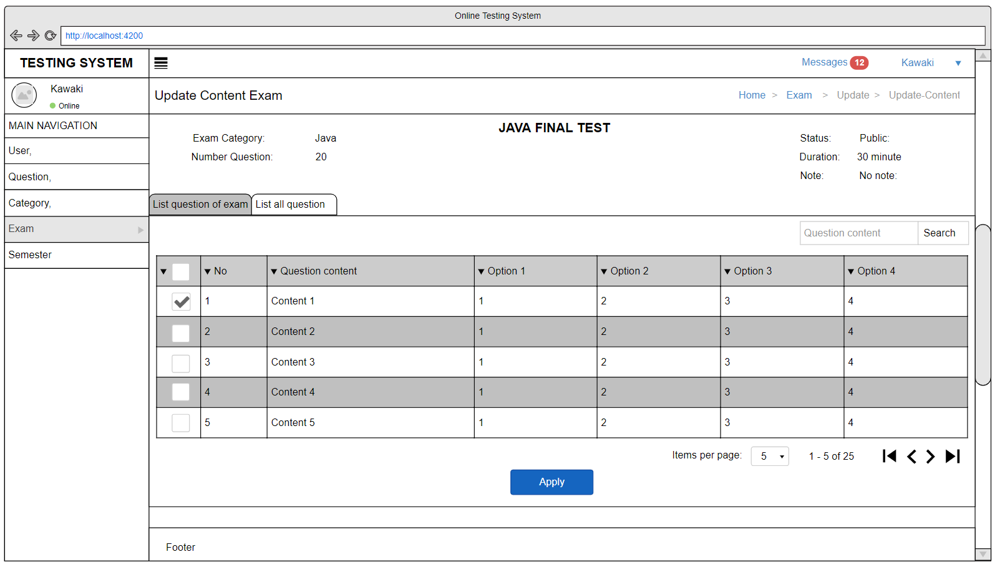 Online Testing System
http://localhost:4200
TESTING SYSTEM
Messages 12 Kawaki
Kawaki
Online
Update Content Exam
Home > Exam > Update > Update-Content
MAIN NAVIGATION
User,
Question,
Category,
Exam
Semester
JAVA FINAL TEST
Exam Category: Java
Number Question: 20
Status: Public:
Duration: 30 minute
Note: No note:
List question of exam List all question
Question content Search
No Question content Option 1 Option 2 Option 3 Option 4
1 Content 1 1 2 3 4
2 Content 2 1 2 3 4
3 Content 3 1 2 3 4
4 Content 4 1 2 3 4
5 Content 5 1 2 3 4
Items per page: 5 1 - 5 of 25
Apply
Footer